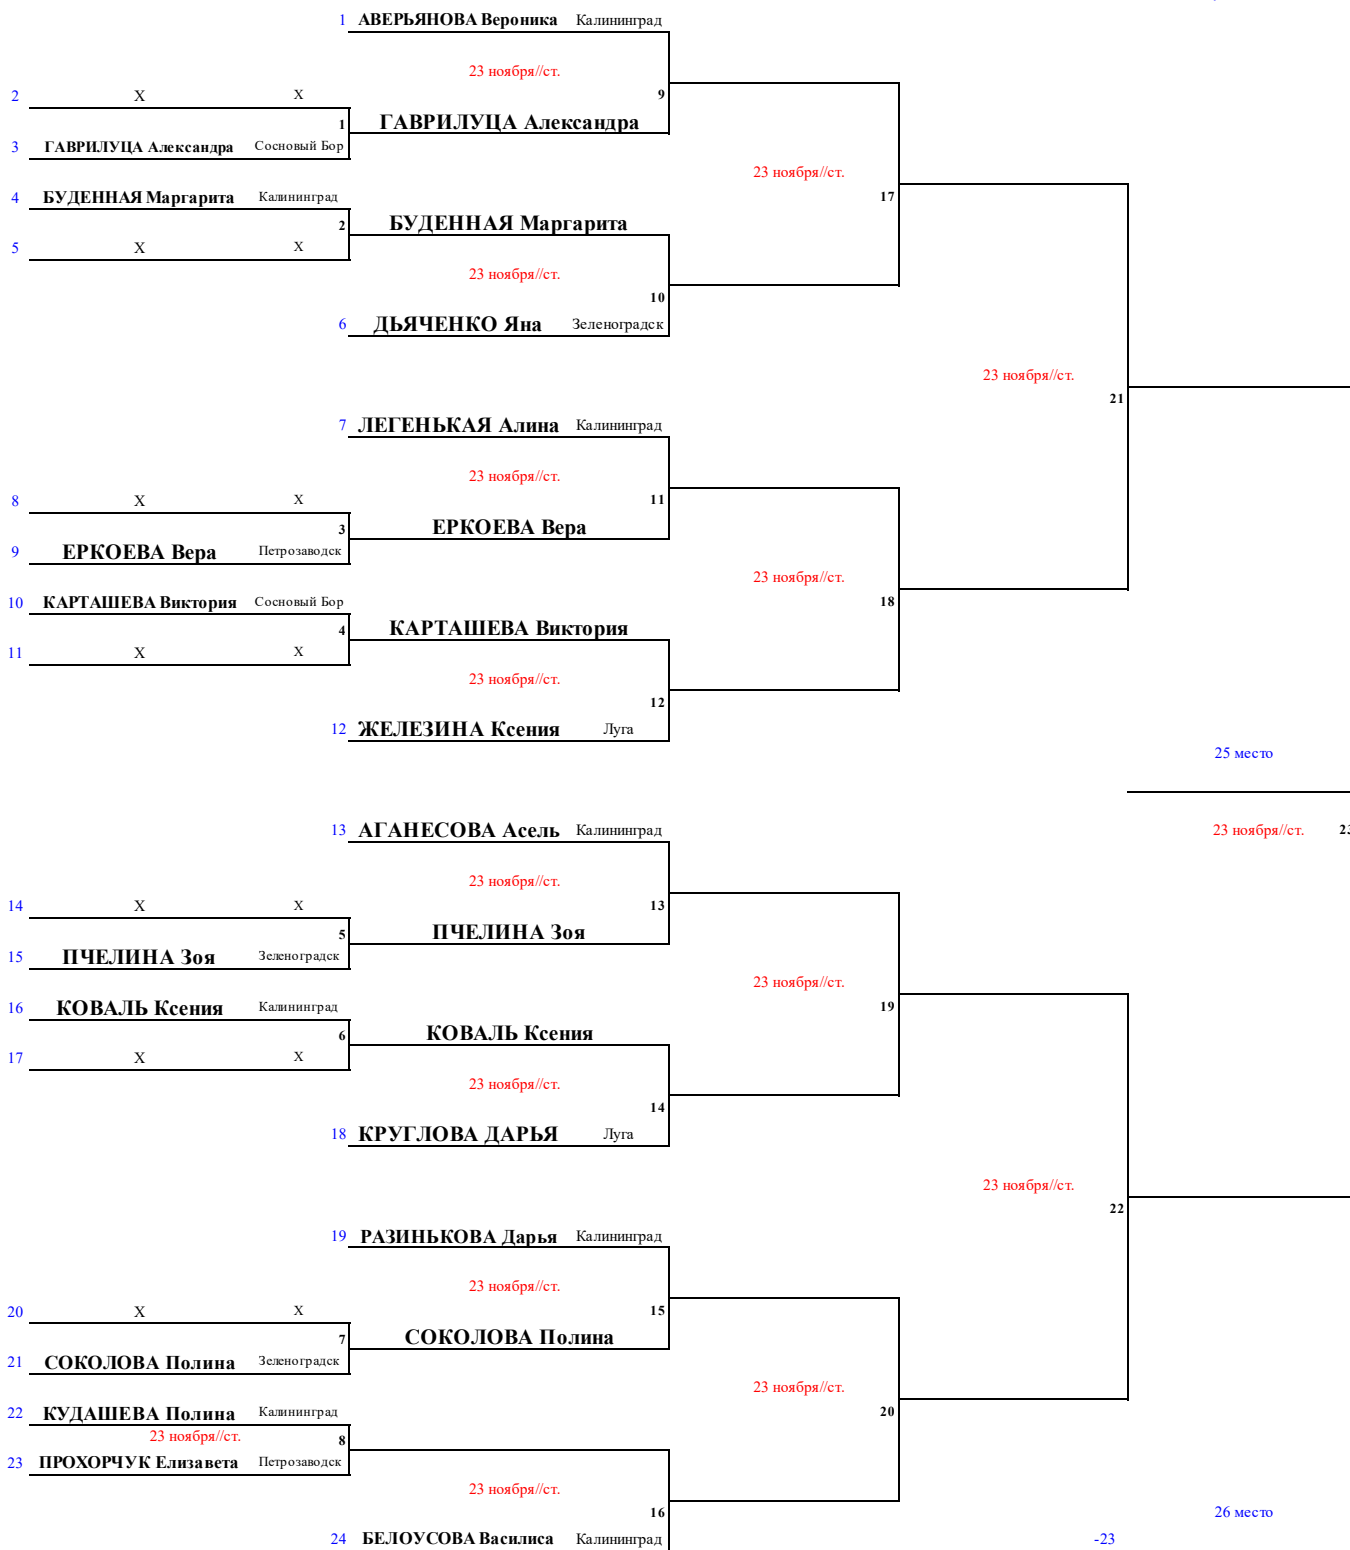 1 АВЕРЬЯНОВА Вероника Калининград
23 ноября//ст.
2 X X 9
1 ГАВРИЛУЦА Александра
3 ГАВРИЛУЦА Александра Сосновый Бор
23 ноября//ст.
4 БУДЕННАЯ Маргарита Калининград 17
2 БУДЕННАЯ Маргарита
5 X X
23 ноября//ст.
10
6 ДЬЯЧЕНКО Яна Зеленоградск
23 ноября//ст.
21
7 ЛЕГЕНЬКАЯ Алина Калининград
23 ноября//ст.
8 X X 11
3 ЕРКОЕВА Вера
9 ЕРКОЕВА Вера Петрозаводск
23 ноября//ст.
10 КАРТАШЕВА Виктория Сосновый Бор 18
4 КАРТАШЕВА Виктория
11 X X
23 ноября//ст.
12
12 ЖЕЛЕЗИНА Ксения Луга
25 место
13 АГАНЕСОВА Асель Калининград 23 ноября//ст. 23
23 ноября//ст.
14 X X 13
5 ПЧЕЛИНА Зоя
15 ПЧЕЛИНА Зоя Зеленоградск
23 ноября//ст.
16 КОВАЛЬ Ксения Калининград 19
6 КОВАЛЬ Ксения
17 X X
23 ноября//ст.
14
18 КРУГЛОВА ДАРЬЯ Луга
23 ноября//ст.
22
19 РАЗИНЬКОВА Дарья Калининград
23 ноября//ст.
20 X X 15
7 СОКОЛОВА Полина
21 СОКОЛОВА Полина Зеленоградск
23 ноября//ст.
22 КУДАШЕВА Полина Калининград 20
23 ноября//ст. 8
23 ПРОХОРЧУК Елизавета Петрозаводск
23 ноября//ст.
16 26 место
24 БЕЛОУСОВА Василиса Калининград -23